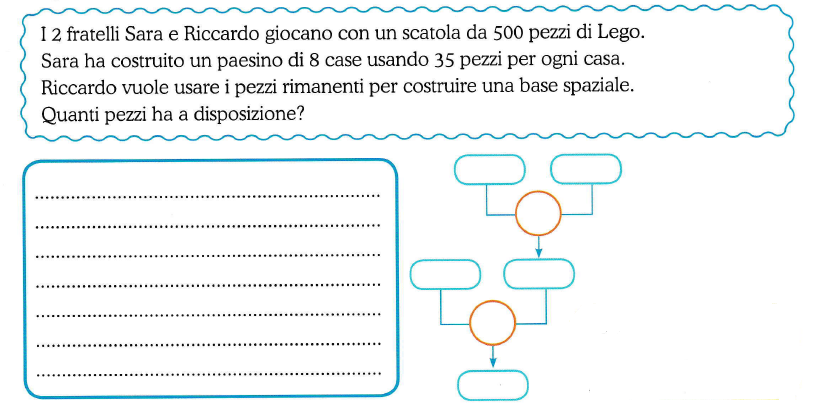 I 2 fratelli Sara e Riccardo giocano con un scatola da 500 pezzi di Lego.
Sara ha costruito un paesino di 8 case usando 35 pezzi per ogni casa.
Riccardo vuole usare i pezzi rimanenti per costruire una base spaziale.
Quanti pezzi ha a disposizione?